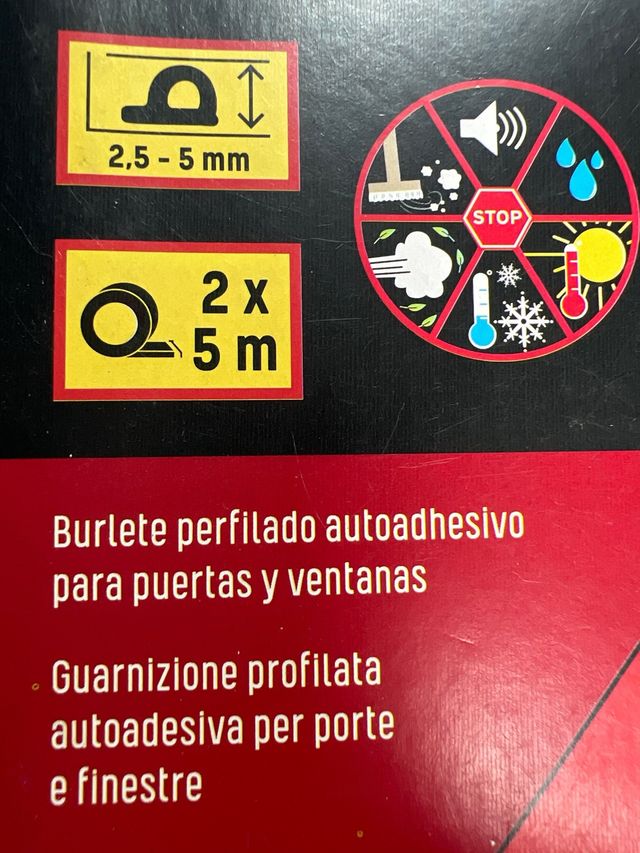 2,5 - 5 mm
STOP
2 x
5 m
Burlete perfilado autoadhesivo
para puertas y ventanas
Guarnizione profilata
autoadesiva per porte
e finestre